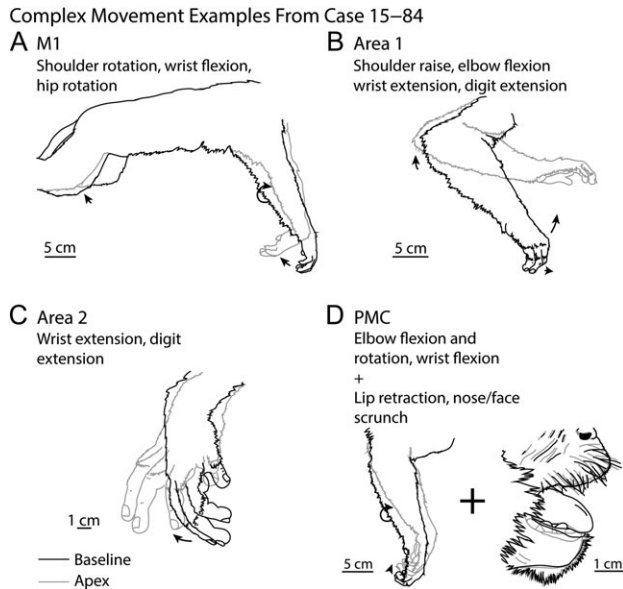 Complex Movement Examples From Case 15–84
A M1
Shoulder rotation, wrist flexion,
hip rotation
5 cm
B Area 1
Shoulder raise, elbow flexion
wrist extension, digit extension
5 cm
C Area 2
Wrist extension, digit
extension
1 cm
Baseline
Apex
D PMC
Elbow flexion and
rotation, wrist flexion
+
Lip retraction, nose/face
scrunch
+
5 cm
1 cm